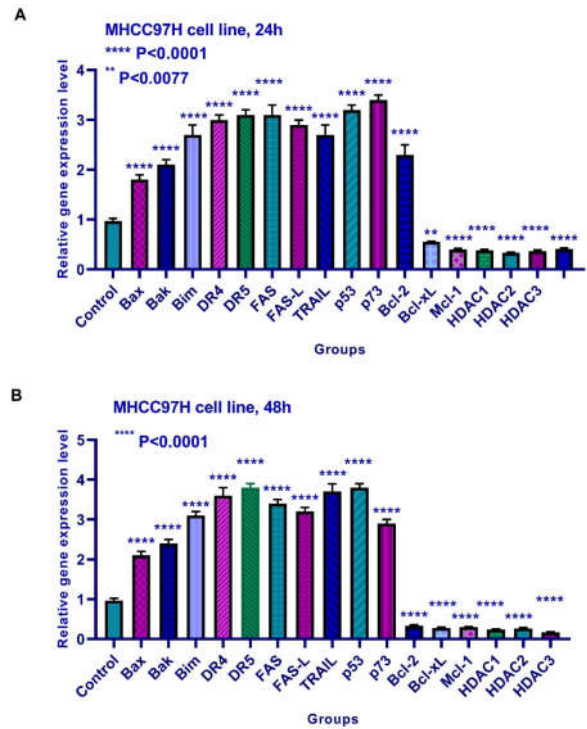 A
MHCC97H cell line, 24h
**** P<0.0001
** P<0.0077
Relative gene expression level
4
3
2
1
0
**** **** **** **** **** **** **** **** **** **** **** ** **** **** **** **** ****
Control Bax Bak Bim DR4 DR5 FAS FAS-L TRAIL p53 p73 Bcl-2 Bcl-xL Mcl-1 HDAC1 HDAC2 HDAC3
Groups
B
MHCC97H cell line, 48h
**** P<0.0001
Relative gene expression level
5
4
3
2
1
0
**** **** **** **** **** **** **** **** **** **** **** **** **** **** **** ****
Control Bax Bak Bim DR4 DR5 FAS FAS-L TRAIL p53 p73 Bcl-2 Bcl-xL Mcl-1 HDAC1 HDAC2 HDAC3
Groups